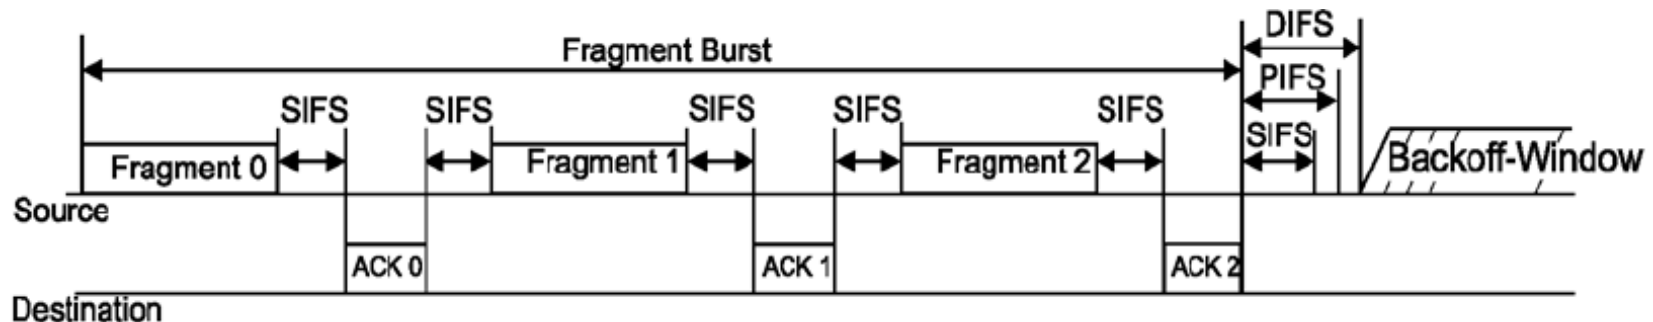 DIFS
Fragment Burst
PIFS
SIFS SIFS SIFS SIFS SIFS
SIFS
Fragment 0 Fragment 1 Fragment 2 Backoff-Window
Source
ACK 0 ACK 1 ACK 2
Destination